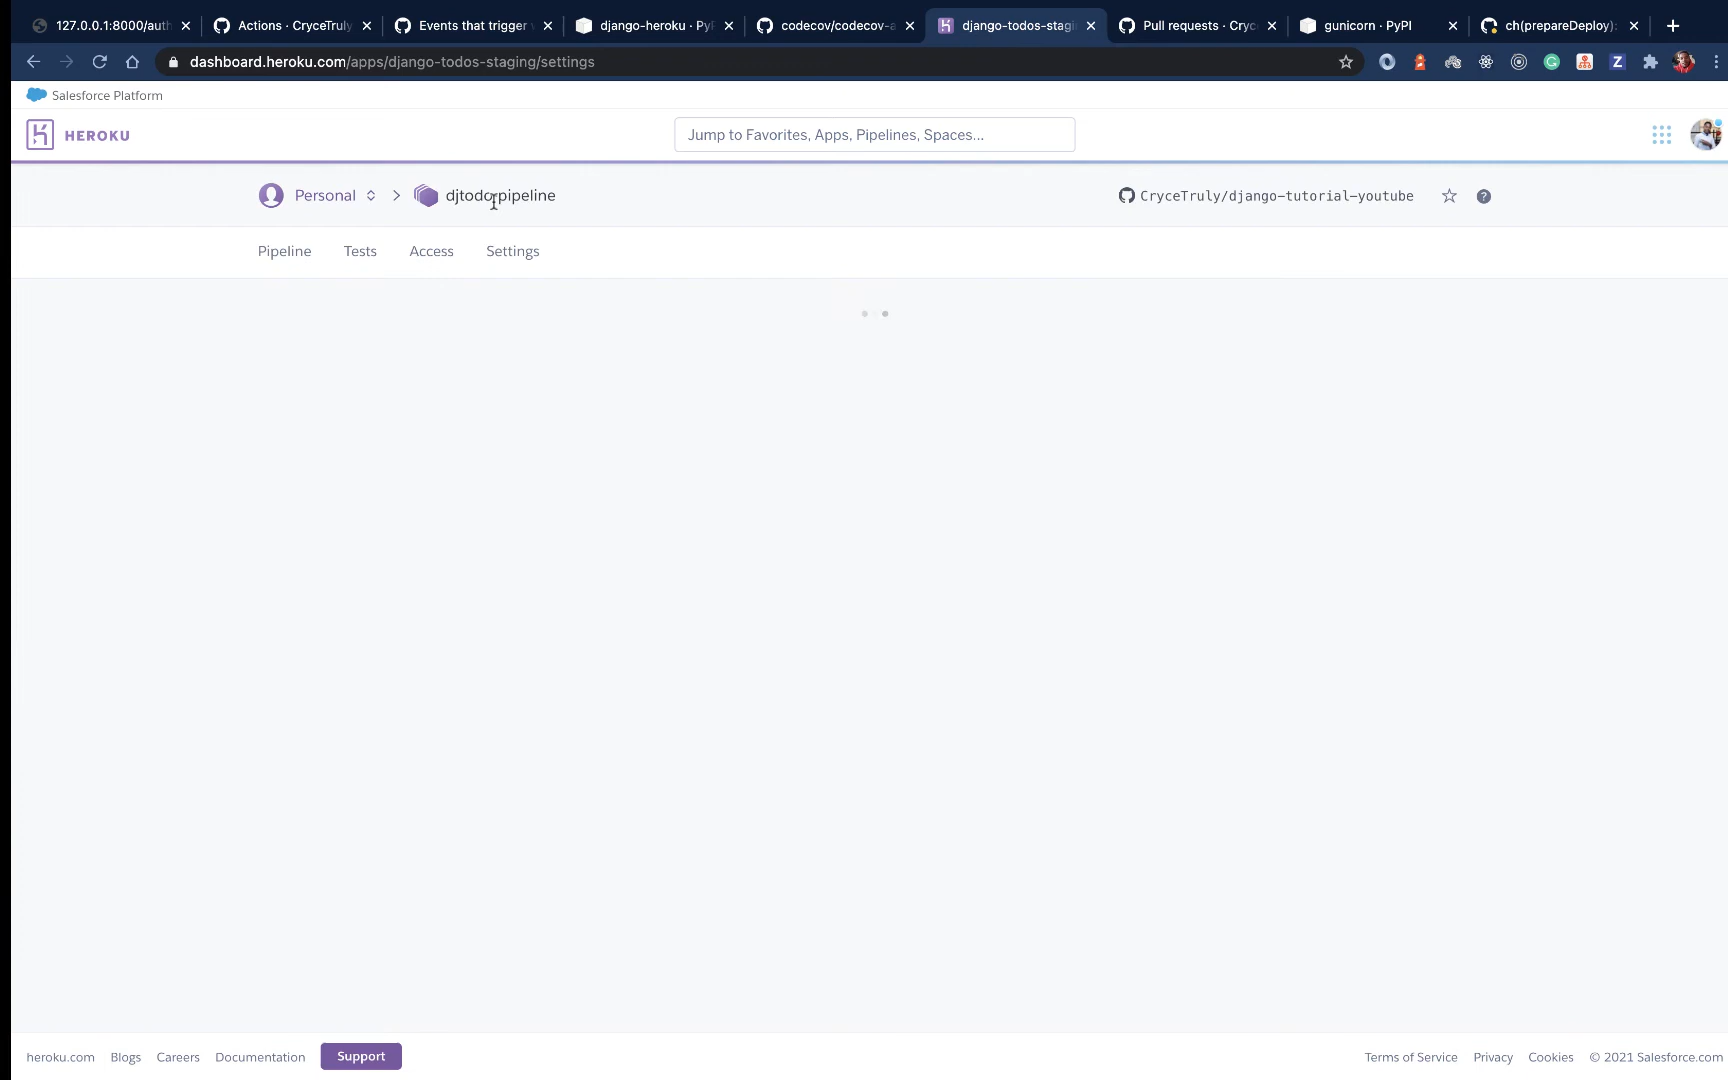 127.0.0.1:8000/auth
Actions · CryceTruly
Events that trigger
django-heroku · PyP
codecov/codecov-a
django-todos-stagi
Pull requests · Cryc
gunicorn · PyPI
ch(prepareDeploy):
dashboard.heroku.com/apps/django-todos-staging/settings
Salesforce Platform
HEROKU
Jump to Favorites, Apps, Pipelines, Spaces...
Personal
djtodo-pipeline
CryceTruly/django-tutorial-youtube
Pipeline
Tests
Access
Settings
heroku.com
Blogs
Careers
Documentation
Support
Terms of Service
Privacy
Cookies
© 2021 Salesforce.com